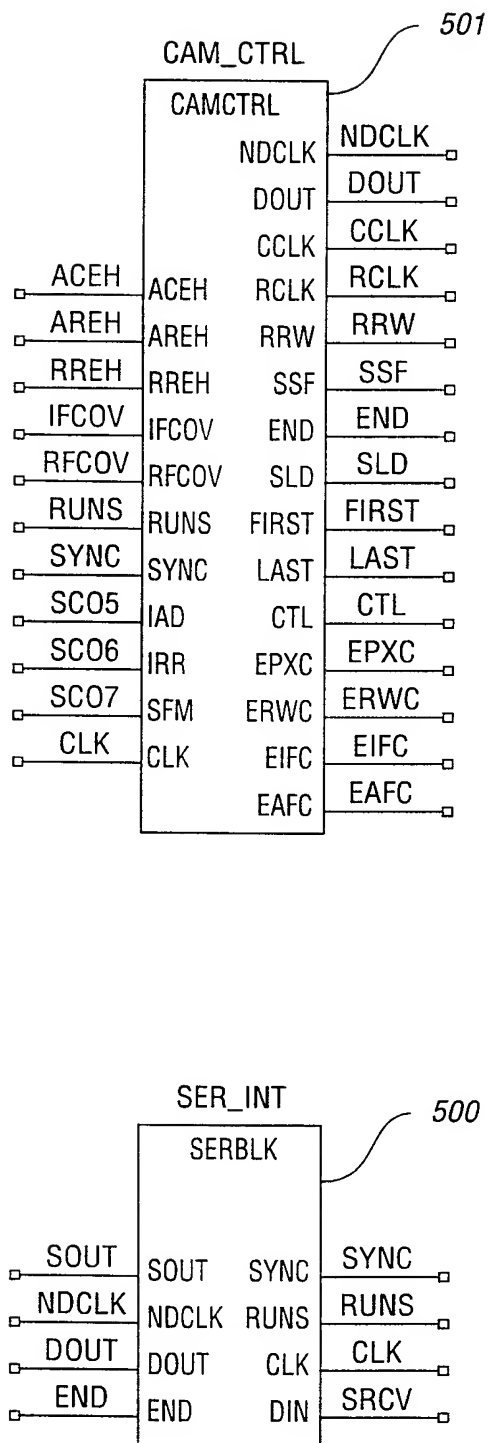 501
CAM_CTRL
CAMCTRL
NDCLK NDCLK
DOUT DOUT
CCLK CCLK
ACEH ACEH RCLK RCLK
AREH AREH RRW RRW
RREH RREH SSF SSF
IFCOV IFCOV END END
RFCOV RFCOV SLD SLD
RUNS RUNS FIRST FIRST
SYNC SYNC LAST LAST
SCO5 IAD CTL CTL
SCO6 IRR EPXC EPXC
SCO7 SFM ERWC ERWC
CLK CLK EIFC EIFC
EAFC EAFC
SER_INT
500
SERBLK
SOUT SOUT SYNC SYNC
NDCLK NDCLK RUNS RUNS
DOUT DOUT CLK CLK
END END DIN SRCV